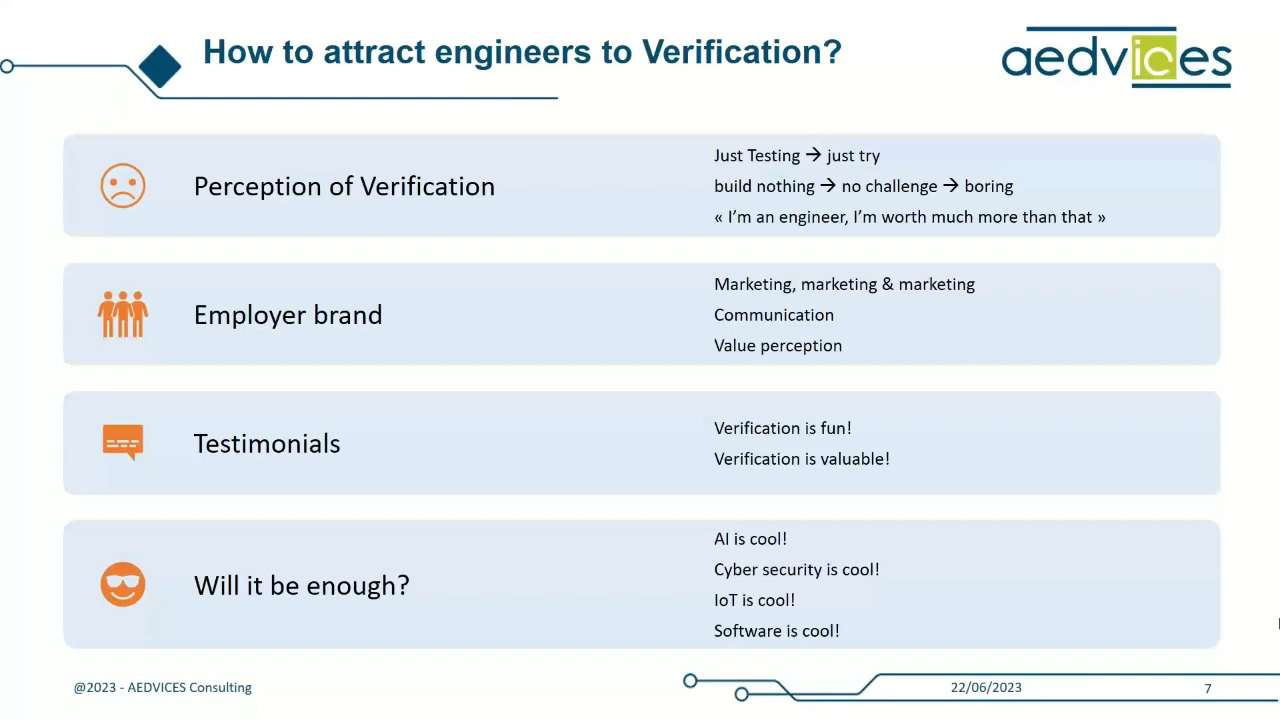 How to attract engineers to Verification?
aedvices
Perception of Verification
Just Testing → just try
build nothing → no challenge → boring
« I'm an engineer, I'm worth much more than that »
Employer brand
Marketing, marketing & marketing
Communication
Value perception
Testimonials
Verification is fun!
Verification is valuable!
Will it be enough?
AI is cool!
Cyber security is cool!
IoT is cool!
Software is cool!
@2023 - AEDVICES Consulting
22/06/2023
7